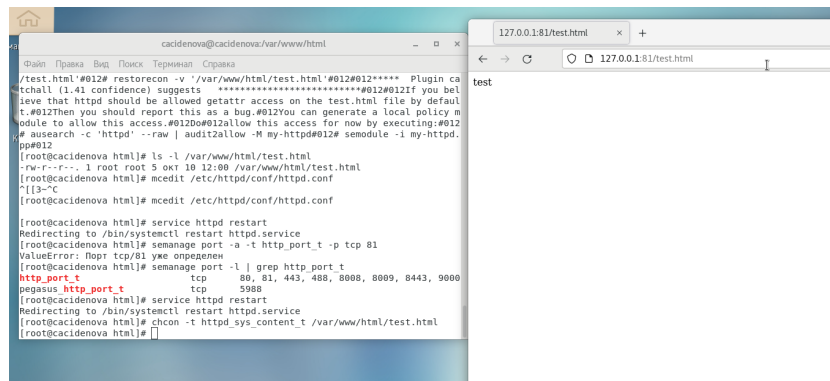 cacidenova@cacidenova:/var/www/html
Файл Правка Вид Поиск Терминал Справка
/test.html'#012# restorecon -v '/var/www/html/test.html'#012#012***** Plugin ca
tchall (1.41 confidence) suggests **************************#012#012If you bel
ieve that httpd should be allowed getattr access on the test.html file by defaul
t.#012Then you should report this as a bug.#012You can generate a local policy m
odule to allow this access.#012Do#012allow this access for now by executing:#012
# ausearch -c 'httpd' --raw | audit2allow -M my-httpd#012# semodule -i my-httpd.
pp#012
[root@cacidenova html]# ls -l /var/www/html/test.html
-rw-r--r--. 1 root root 5 окт 10 12:00 /var/www/html/test.html
[root@cacidenova html]# mcedit /etc/httpd/conf/httpd.conf
^[[3~^C
[root@cacidenova html]# mcedit /etc/httpd/conf/httpd.conf
[root@cacidenova html]# service httpd restart
Redirecting to /bin/systemctl restart httpd.service
[root@cacidenova html]# semanage port -a -t http_port_t -p tcp 81
ValueError: Порт tcp/81 уже определен
[root@cacidenova html]# semanage port -l | grep http_port_t
http_port_t tcp 80, 81, 443, 488, 8008, 8009, 8443, 9000
pegasus_http_port_t tcp 5988
[root@cacidenova html]# service httpd restart
Redirecting to /bin/systemctl restart httpd.service
[root@cacidenova html]# chcon -t httpd_sys_content_t /var/www/html/test.html
[root@cacidenova html]#
127.0.0.1:81/test.html
127.0.0.1:81/test.html
test